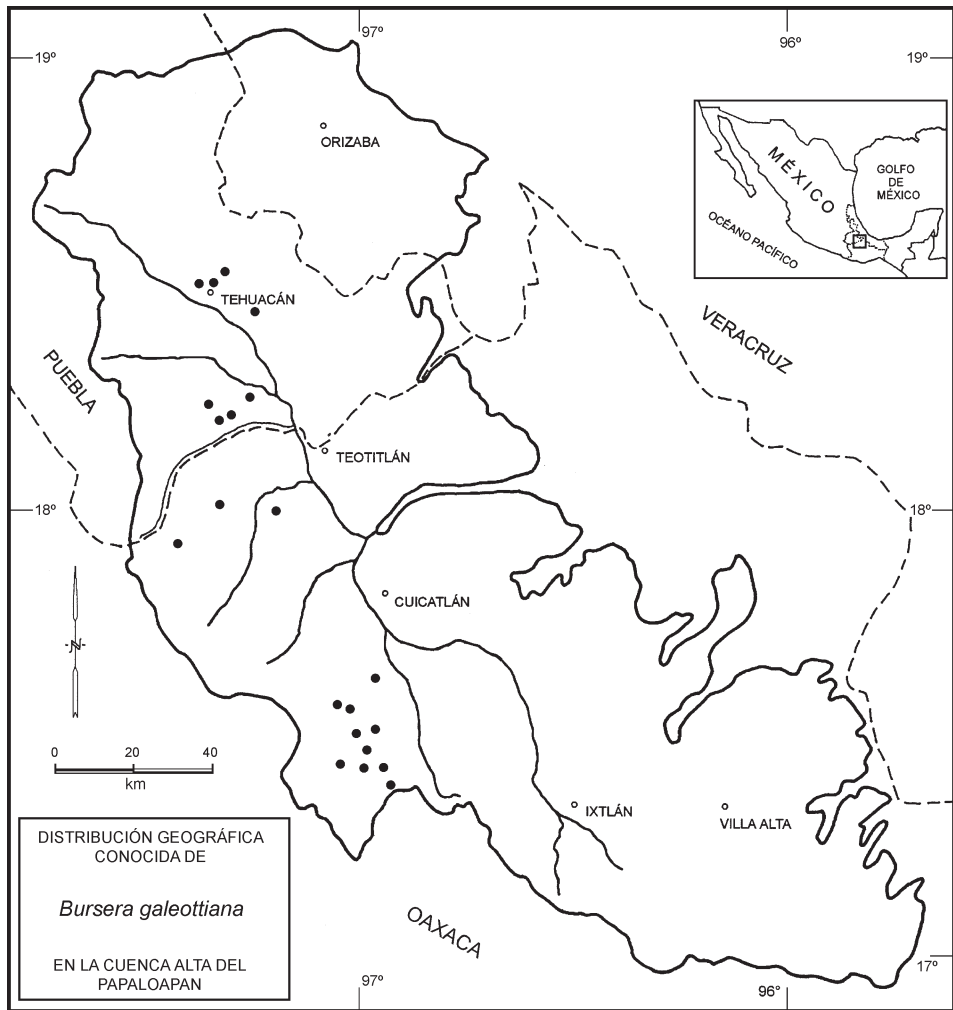 97º
96º
19º
19º
ORIZABA
MÉXICO
GOLFO
DE
MÉXICO
OCÉANO PACÍFICO
TEHUACÁN
VERACRUZ
PUEBLA
TEOTITLÁN
18º
18º
CUICATLÁN
N
0 20 40
km
IXTLÁN
VILLA ALTA
DISTRIBUCIÓN GEOGRÁFICA
CONOCIDA DE
Bursera galeottiana
EN LA CUENCA ALTA DEL
PAPALOAPAN
OAXACA
17º
97º
96º